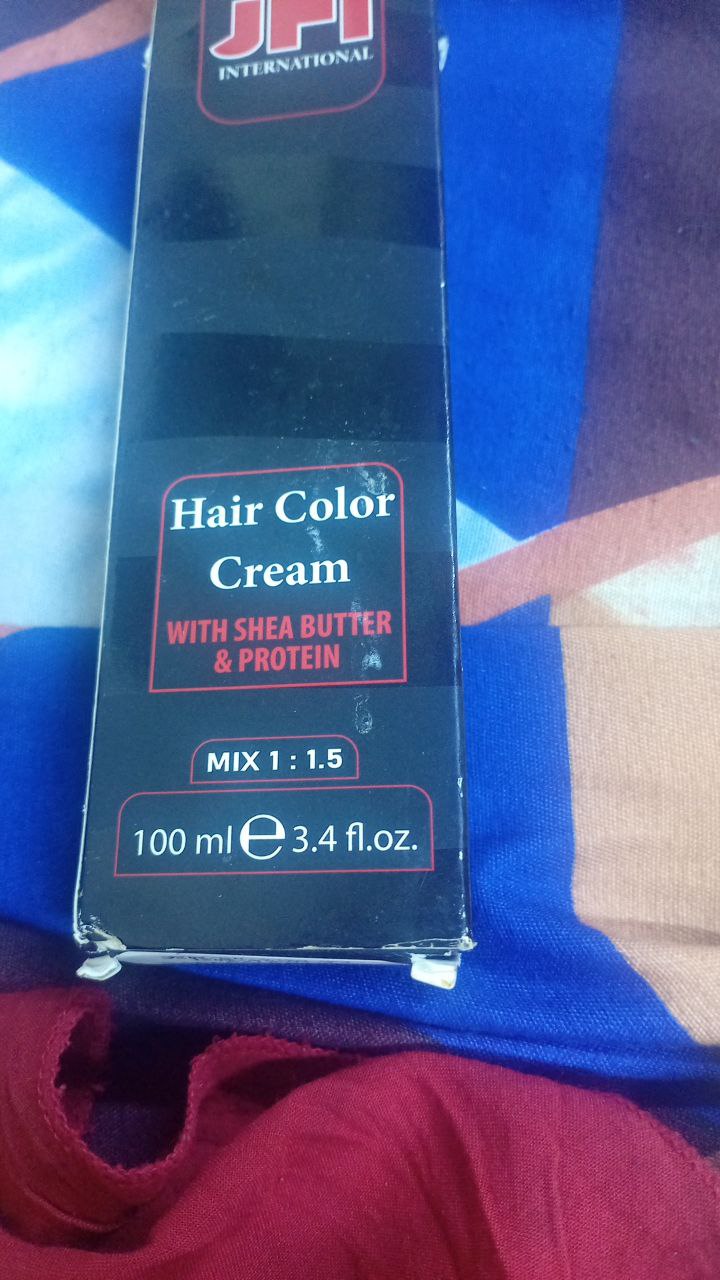 INTERNATIONAL
Hair Color
Cream
WITH SHEA BUTTER
& PROTEIN
MIX 1 : 1.5
100 ml ℮ 3.4 fl.oz.